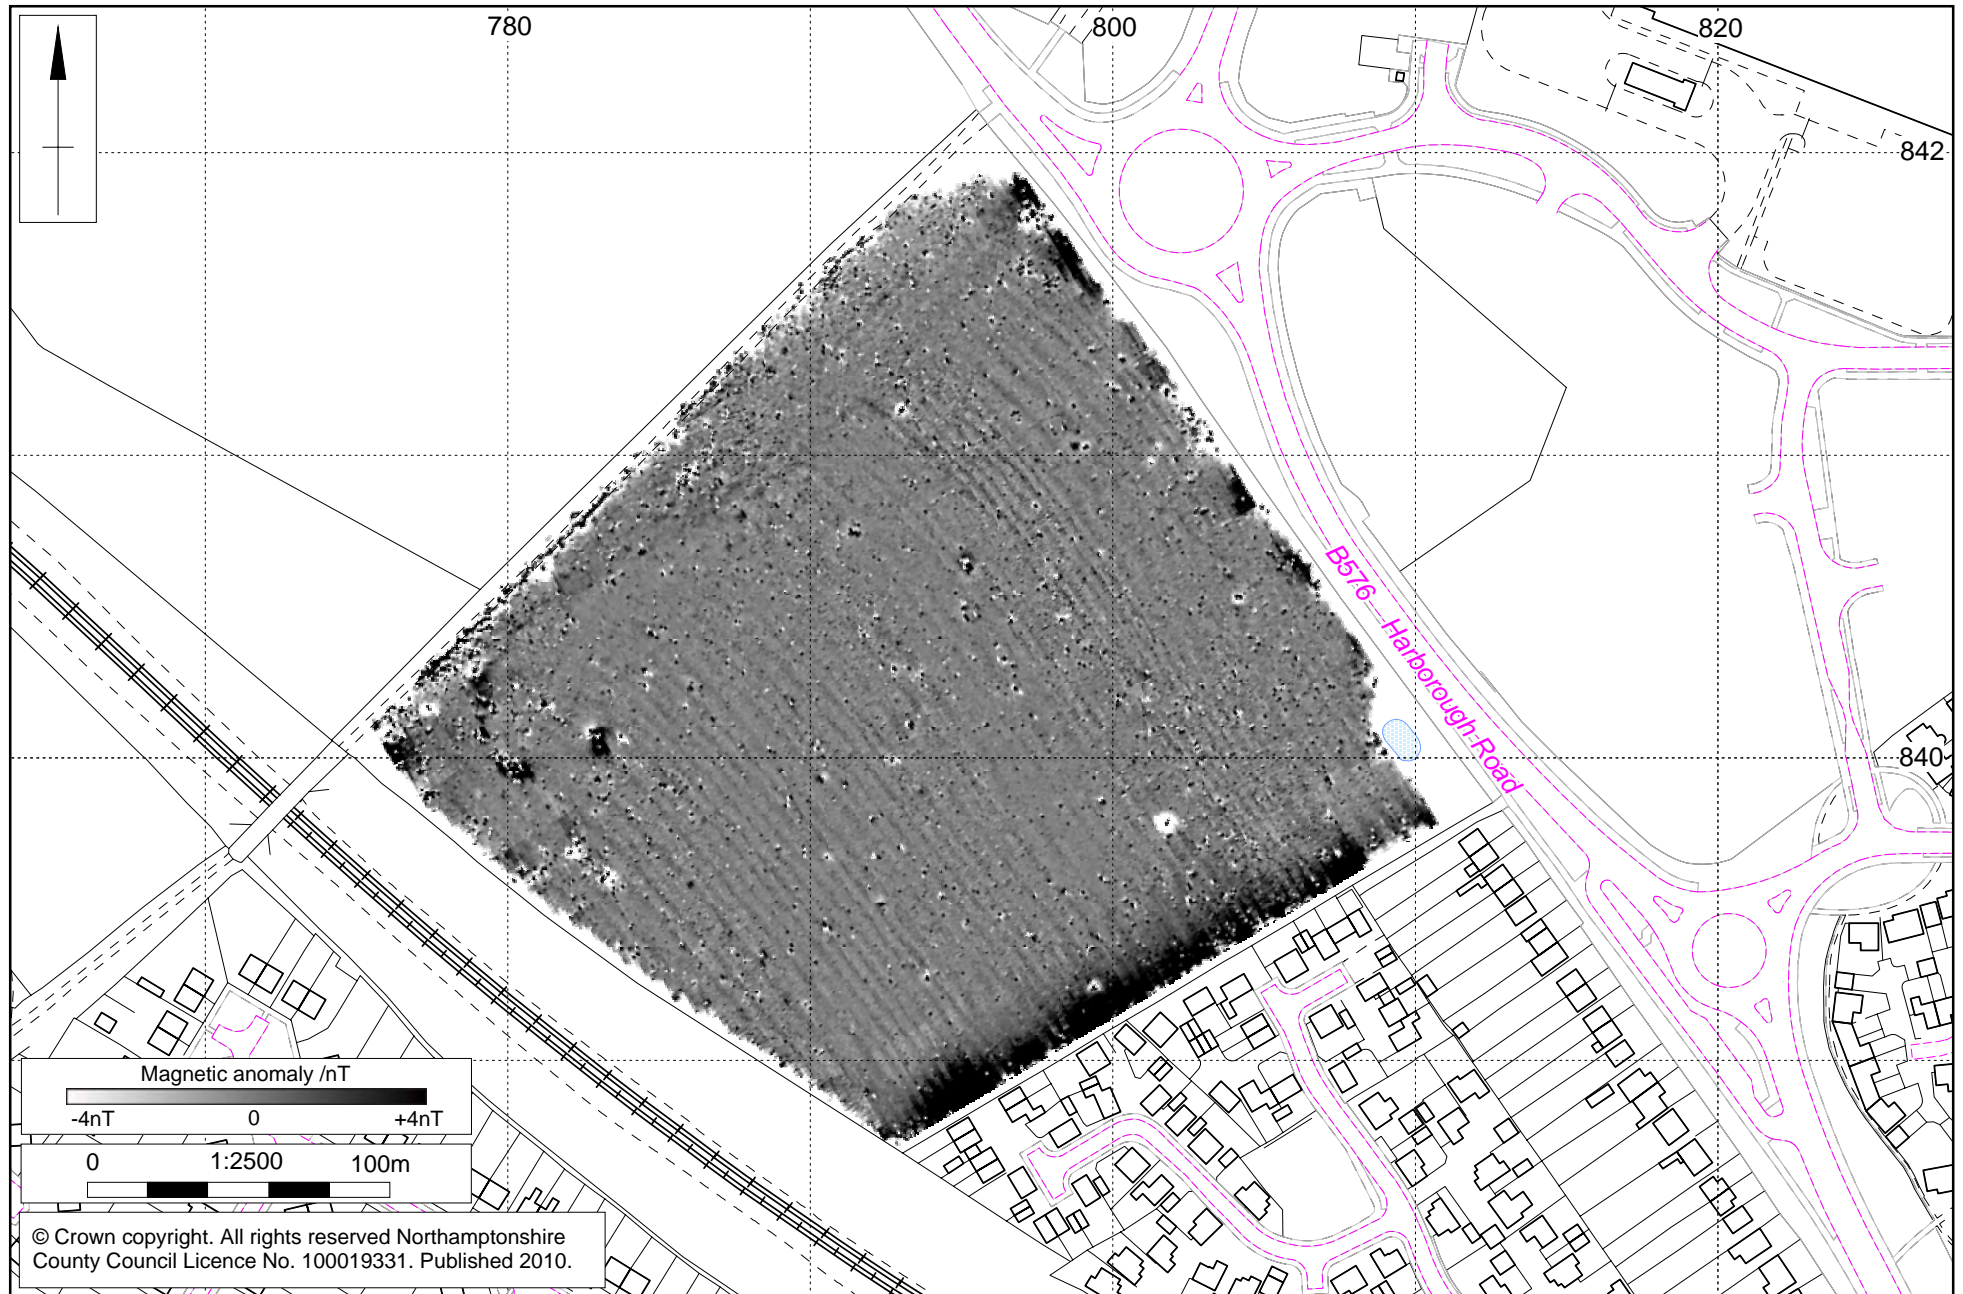 780
800
820
842
B576 Harborough Road
840
Magnetic anomaly /nT
-4nT 0 +4nT
0 1:2500 100m
© Crown copyright. All rights reserved Northamptonshire
County Council Licence No. 100019331. Published 2010.